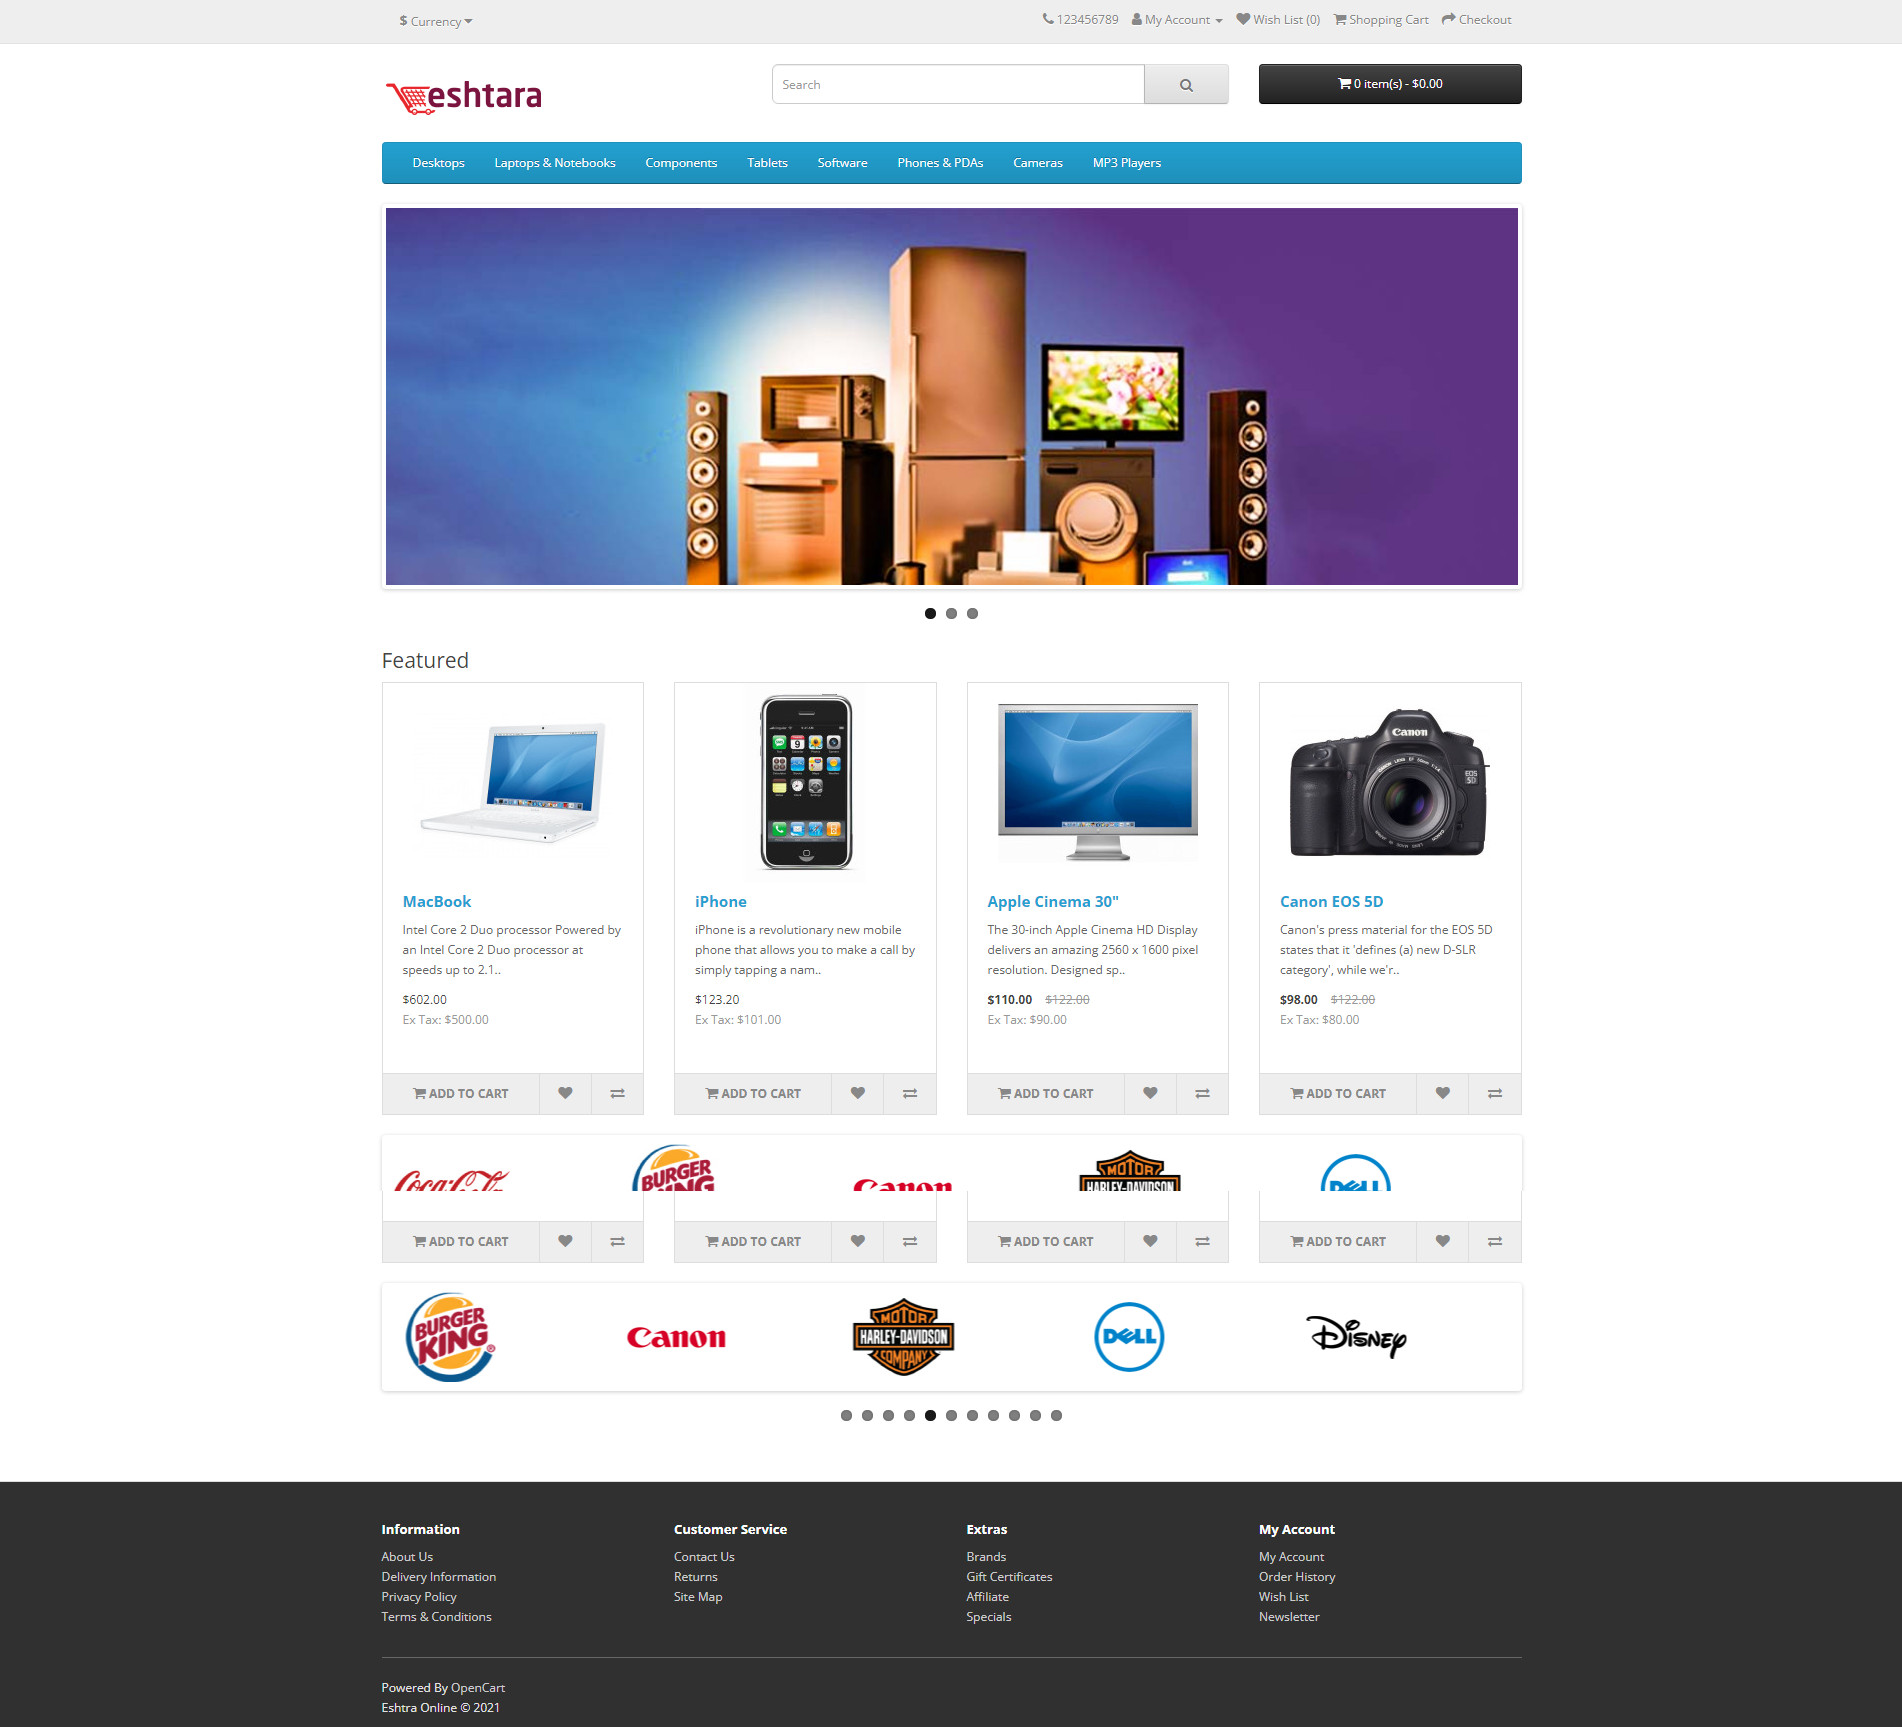 $ Currency
123456789 My Account Wish List (0) Shopping Cart Checkout
eshtara
Search
0 item(s) - $0.00
Desktops Laptops & Notebooks Components Tablets Software Phones & PDAs Cameras MP3 Players
Featured
Canon
EOS 5D
MacBook
Intel Core 2 Duo processor Powered by
an Intel Core 2 Duo processor at
speeds up to 2.1..
$602.00
Ex Tax: $500.00
ADD TO CART
iPhone
iPhone is a revolutionary new mobile
phone that allows you to make a call by
simply tapping a nam..
$123.20
Ex Tax: $101.00
ADD TO CART
Apple Cinema 30"
The 30-inch Apple Cinema HD Display
delivers an amazing 2560 x 1600 pixel
resolution. Designed sp..
$110.00 $122.00
Ex Tax: $90.00
ADD TO CART
Canon EOS 5D
Canon's press material for the EOS 5D
states that it 'defines (a) new D-SLR
category', while we'r..
$98.00 $122.00
Ex Tax: $80.00
ADD TO CART
Coca-Cola
BURGER KING
Canon
MOTOR HARLEY-DAVIDSON
DELL
ADD TO CART
ADD TO CART
ADD TO CART
ADD TO CART
BURGER KING
Canon
MOTOR HARLEY-DAVIDSON COMPANY
DELL
Disney
Information
About Us
Delivery Information
Privacy Policy
Terms & Conditions
Customer Service
Contact Us
Returns
Site Map
Extras
Brands
Gift Certificates
Affiliate
Specials
My Account
My Account
Order History
Wish List
Newsletter
Powered By OpenCart
Eshtra Online © 2021